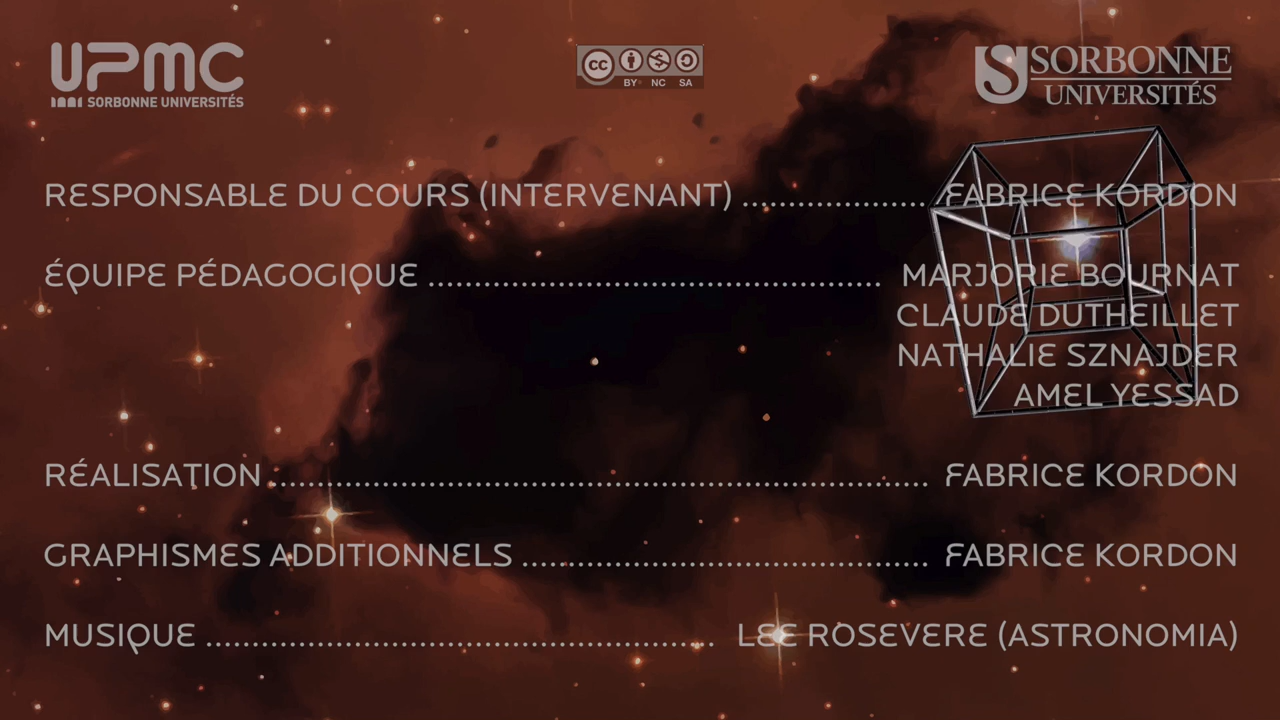 UPMC
SORBONNE UNIVERSITÉS
cc
BY NC SA
SORBONNE
UNIVERSITÉS
RESPONSABLE DU COURS (INTERVENANT) .................... FABRICE KORDON
ÉQUIPE PÉDAGOGIQUE ................................................. MARJORIE BOURNAT
CLAUDE DUTHEILLET
NATHALIE SZNAJDER
AMEL YESSAD
RÉALISATION ........................................................................ FABRICE KORDON
GRAPHISMES ADDITIONNELS ............................................ FABRICE KORDON
MUSIQUE ....................................................... LEE ROSEVERE (ASTRONOMIA)